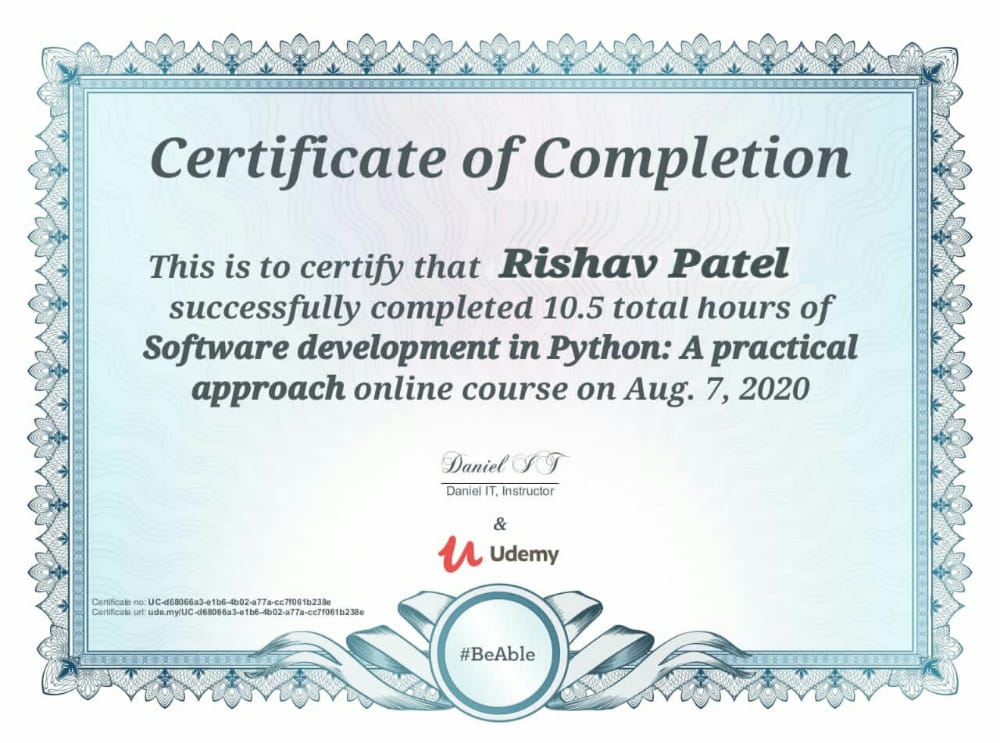 Certificate of Completion
This is to certify that Rishav Patel
successfully completed 10.5 total hours of
Software development in Python: A practical
approach online course on Aug. 7, 2020
Daniel IT
Daniel IT, Instructor
&
Udemy
Certificate no: UC-d68066a3-e1b6-4b02-a77a-cc7f061b238e
Certificate url: ude.my/UC-d68066a3-e1b6-4b02-a77a-cc7f061b238e
#BeAble